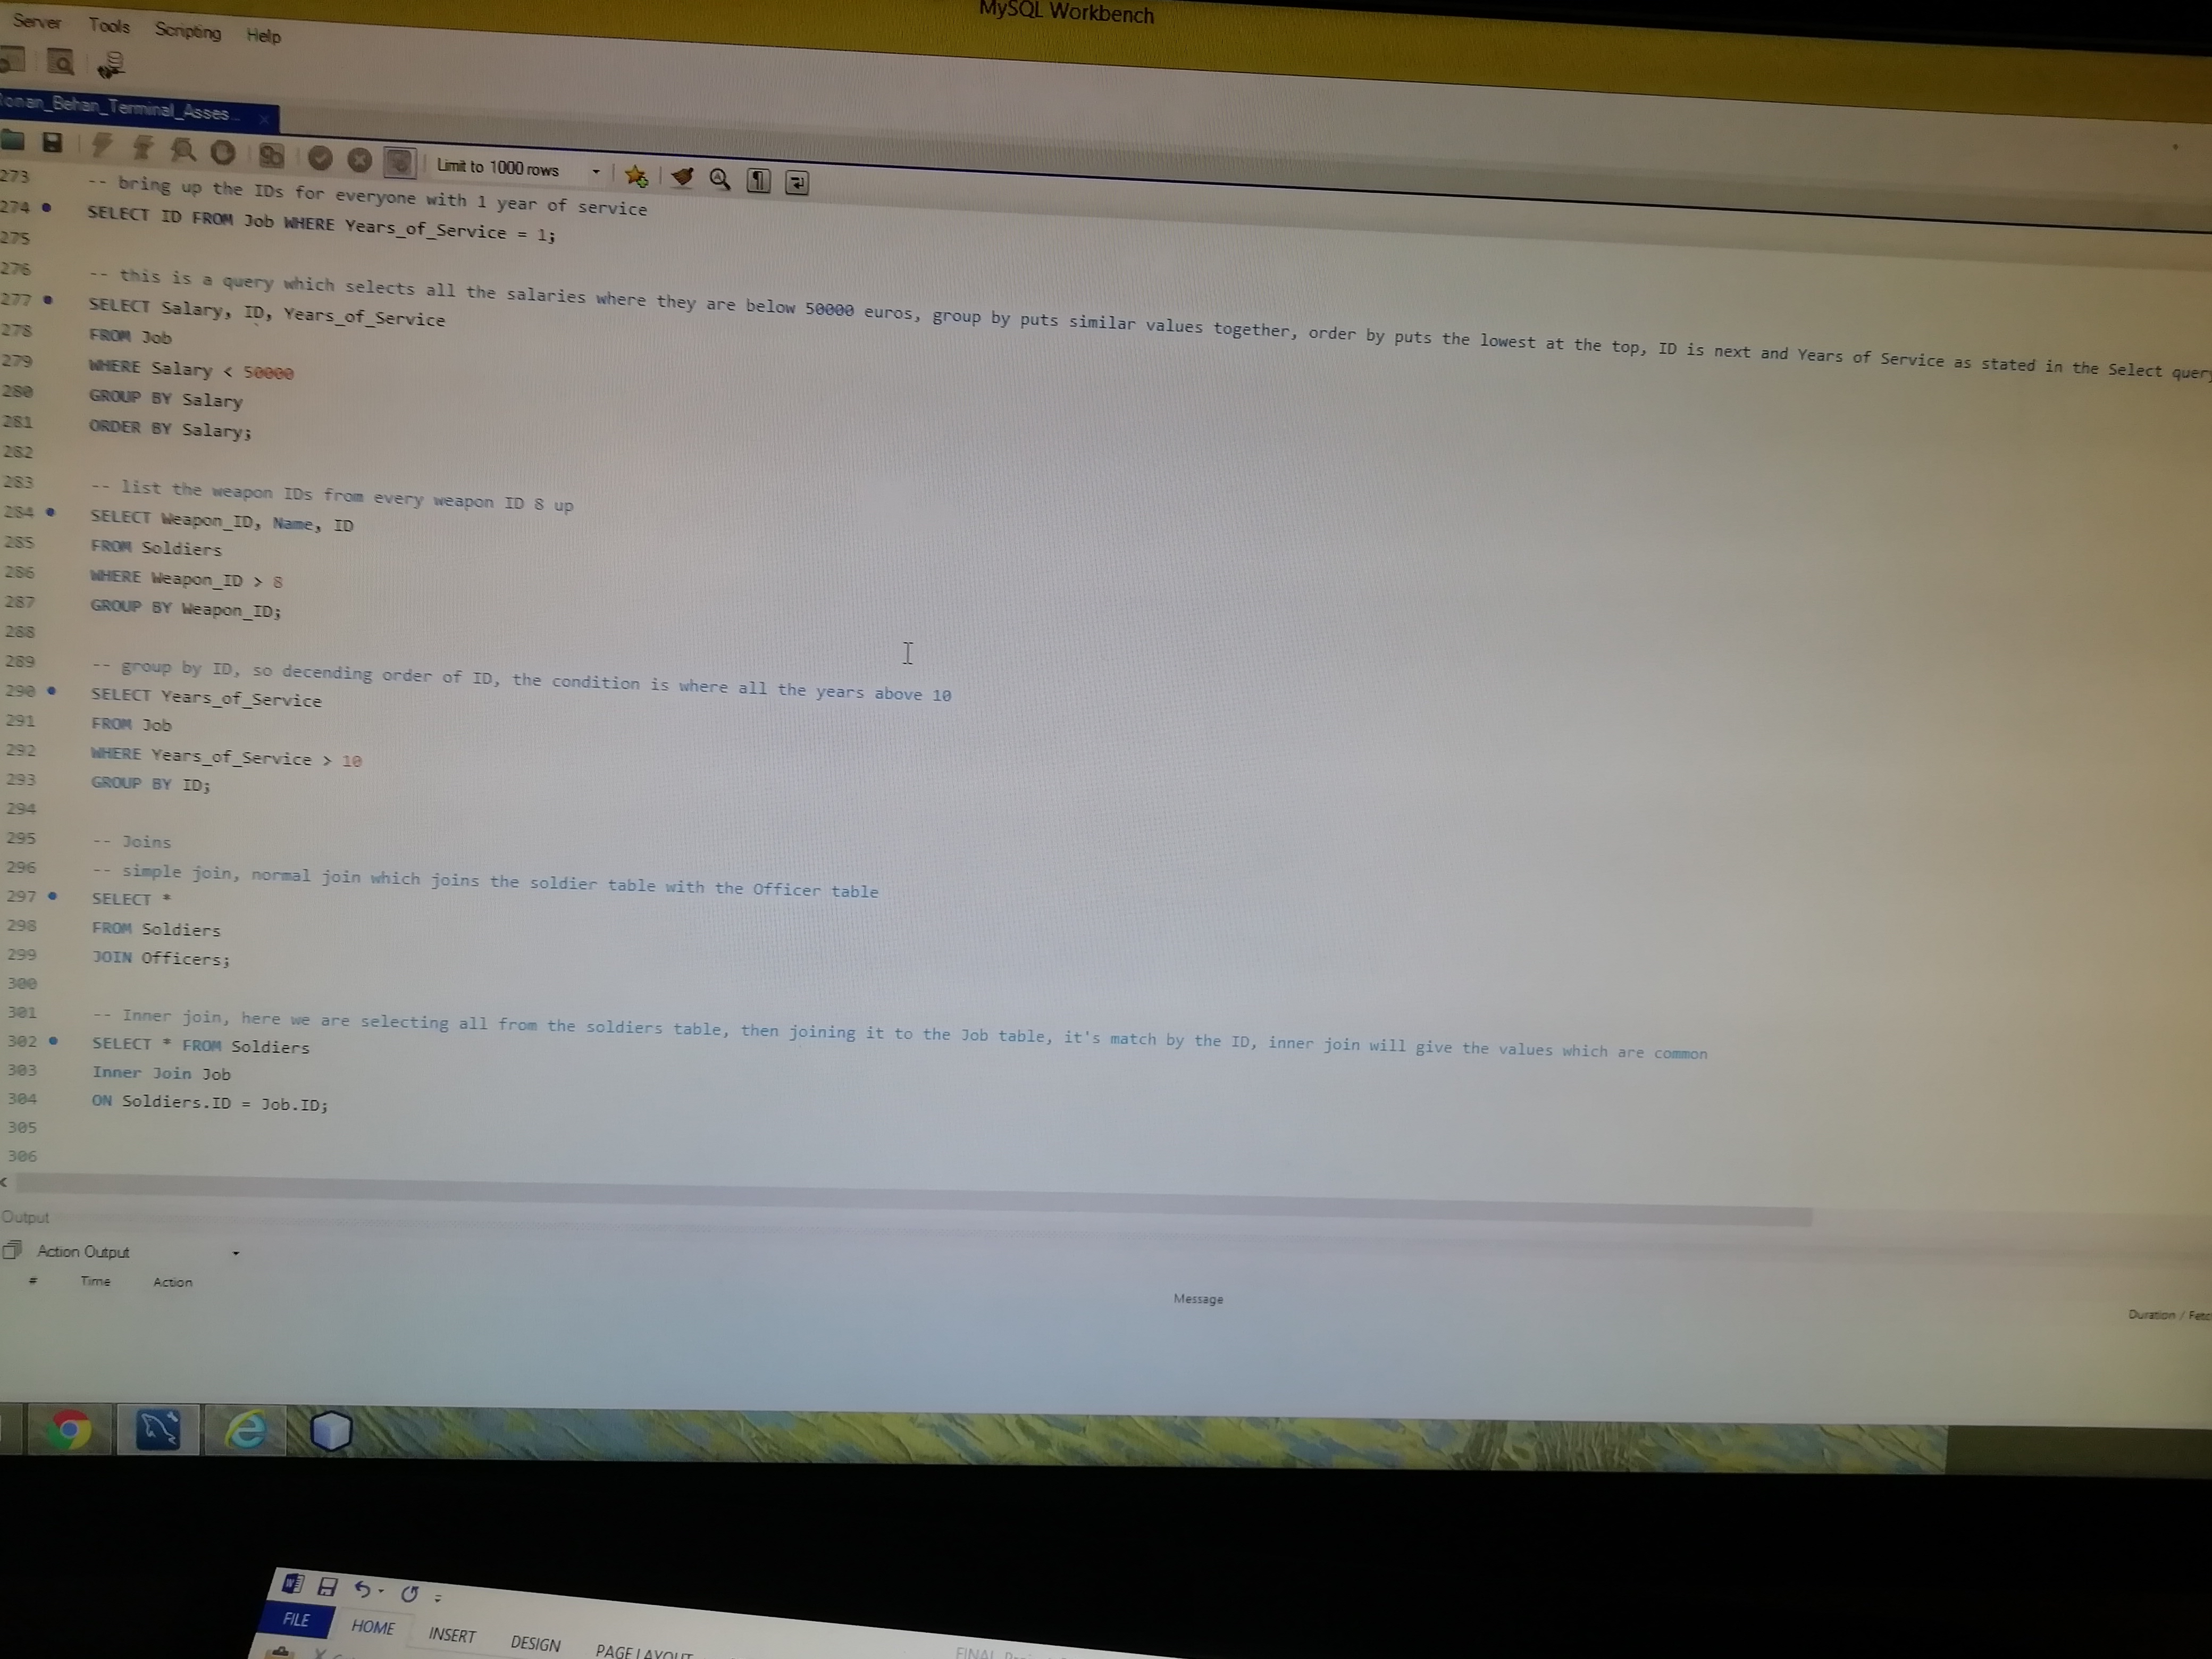 MySQL Workbench
Server Tools Scripting Help
onan_Behan_Terminal_Asses...
Limit to 1000 rows
273 -- bring up the IDs for everyone with 1 year of service
274 SELECT ID FROM Job WHERE Years_of_Service = 1;
275
276 -- this is a query which selects all the salaries where they are below 50000 euros, group by puts similar values together, order by puts the lowest at the top, ID is next and Years of Service as stated in the Select query
277 SELECT Salary, ID, Years_of_Service
278 FROM Job
279 WHERE Salary < 50000
280 GROUP BY Salary
281 ORDER BY Salary;
282
283 -- list the weapon IDs from every weapon ID 8 up
284 SELECT Weapon_ID, Name, ID
285 FROM Soldiers
286 WHERE Weapon_ID > 8
287 GROUP BY Weapon_ID;
288
289 -- group by ID, so decending order of ID, the condition is where all the years above 10
290 SELECT Years_of_Service
291 FROM Job
292 WHERE Years_of_Service > 10
293 GROUP BY ID;
294
295 -- Joins
296 -- simple join, normal join which joins the soldier table with the Officer table
297 SELECT *
298 FROM Soldiers
299 JOIN Officers;
300
301 -- Inner join, here we are selecting all from the soldiers table, then joining it to the Job table, it's match by the ID, inner join will give the values which are common
302 SELECT * FROM Soldiers
303 Inner Join Job
304 ON Soldiers.ID = Job.ID;
305
306
Output
Action Output
# Time Action Message Duration / Fetc
FILE HOME INSERT DESIGN PAGE LAYOUT
FINAL